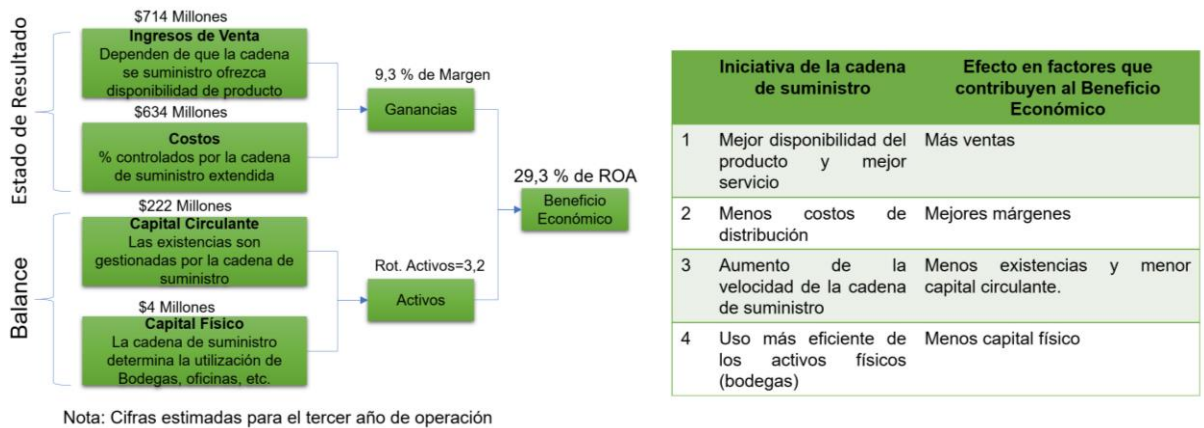 Estado de Resultado
$714 Millones
Ingresos de Venta
Dependen de que la cadena
se suministro ofrezca
disponibilidad de producto
$634 Millones
Costos
% controlados por la cadena
de suministro extendida
9,3 % de Margen
Ganancias
Balance
$222 Millones
Capital Circulante
Las existencias son
gestionadas por la cadena de
suministro
$4 Millones
Capital Físico
La cadena de suministro
determina la utilización de
Bodegas, oficinas, etc.
Rot. Activos=3,2
Activos
29,3 % de ROA
Beneficio
Económico
Nota: Cifras estimadas para el tercer año de operación
Iniciativa de la cadena
de suministro
Efecto en factores que
contribuyen al Beneficio
Económico
1 Mejor disponibilidad del
producto y mejor
servicio
Más ventas
2 Menos costos de
distribución
Mejores márgenes
3 Aumento de la
velocidad de la cadena
de suministro
Menos existencias y menor
capital circulante.
4 Uso más eficiente de
los activos físicos
(bodegas)
Menos capital físico